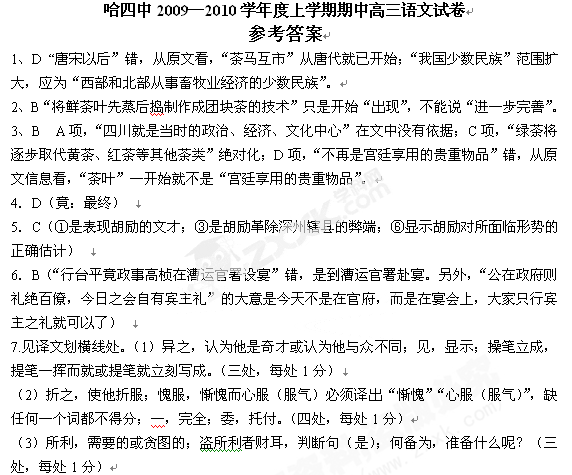 哈四中 2009—2010 学年度上学期期中高三语文试卷
参考答案
1、D “唐宋以后”错，从原文看，“茶马互市”从唐代就已开始；“我国少数民族”范围扩
大，应为“西部和北部从事畜牧业经济的少数民族”。
2、B“将鲜茶叶先蒸后捣制作成团块茶的技术”只是开始“出现”，不能说“进一步完善”。
3、B A 项，“四川就是当时的政治、经济、文化中心”在文中没有依据；C 项，“绿茶将
逐步取代黄茶、红茶等其他茶类”绝对化；D 项，“不再是宫廷享用的贵重物品”错，从原
文信息看，“茶叶”一开始就不是“宫廷享用的贵重物品”。
4．D（竟：最终）
5．C（①是表现胡励的文才；③是胡励革除深州辖县的弊端；⑥显示胡励对所面临形势的
正确估计）
6．B（“行台平竟政事高桢在漕运官署设宴”错，是到漕运官署赴宴。另外，“公在政府则
礼绝百僚，今日之会自有宾主礼”的大意是今天不是在官府，而是在宴会上，大家只行宾
主之礼就可以了）
7.见译文划横线处。（1）异之，认为他是奇才或认为他与众不同；见，显示；操笔立成，
提笔一挥而就或提笔就立刻写成。（三处，每处 1 分）
（2）折之，使他折服；愧服，惭愧而心服（服气）必须译出“惭愧”“心服（服气）”，缺
任何一个词都不得分；一，完全；委，托付。（四处，每处 1 分）
（3）所利，需要的或贪图的；盗所利者财耳，判断句（是）；何备为，准备什么呢？（三
处，每处 1 分）